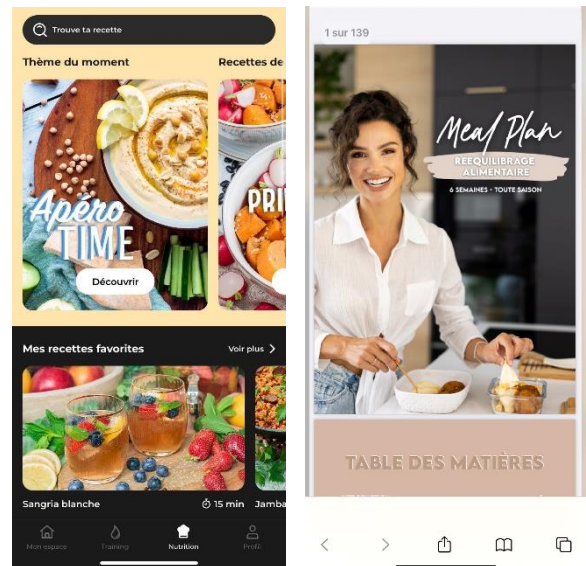 Trouve ta recette
Thème du moment
Recettes de
Apéro
TIME
PRI
Découvrir
Mes recettes favorites
Voir plus
Sangria blanche
15 min
Jamba
Mon espace
Training
Nutrition
Profil
1 sur 139
Meal Plan
RÉÉQUILIBRAGE
ALIMENTAIRE
6 SEMAINES - TOUTE SAISON
TABLE DES MATIÈRES